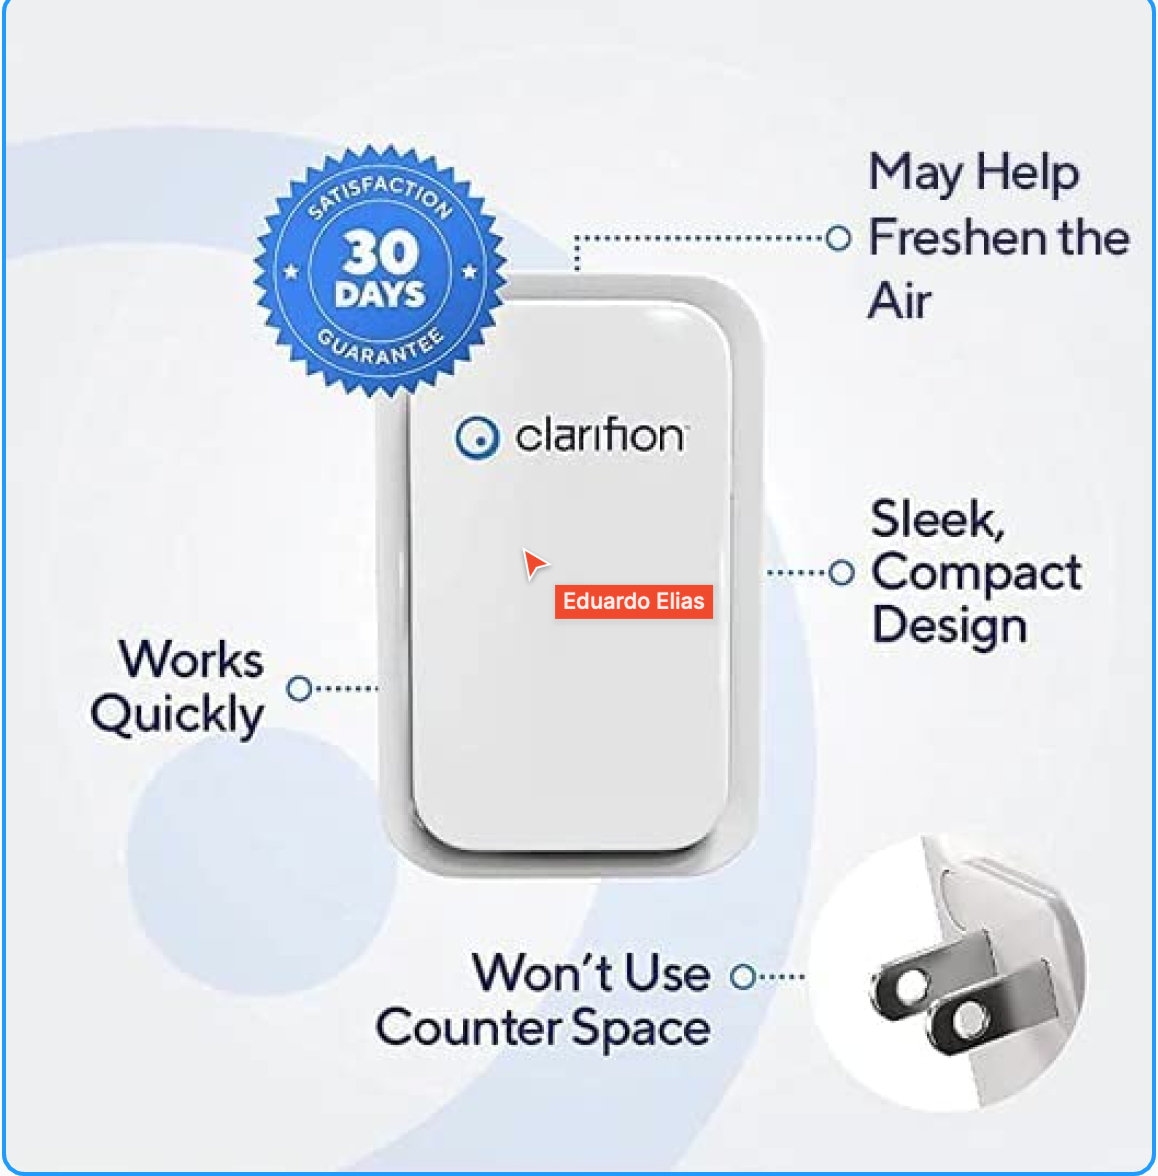 SATISFACTION
30
DAYS
GUARANTEE
May Help
Freshen the
Air
clarifion
Sleek,
Compact
Design
Eduardo Elias
Works
Quickly
Won't Use
Counter Space